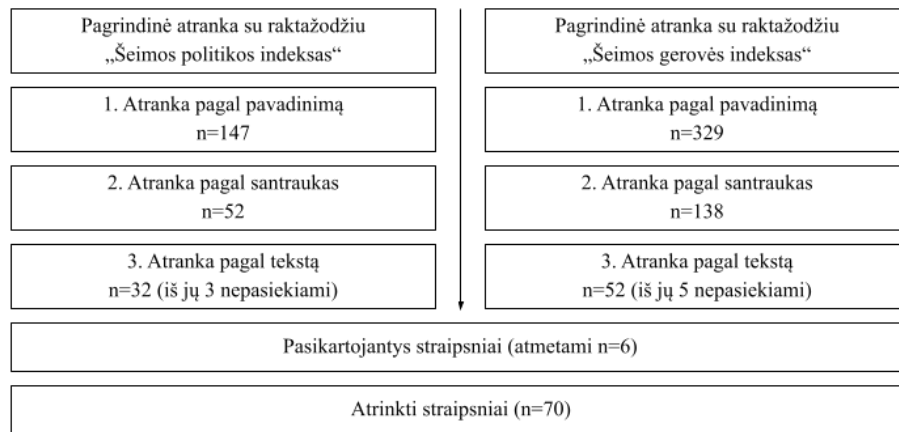 Pagrindinė atranka su raktažodžiu
„Šeimos politikos indeksas“
1. Atranka pagal pavadinimą
n=147
2. Atranka pagal santraukas
n=52
3. Atranka pagal tekstą
n=32 (iš jų 3 nepasiekiami)
Pagrindinė atranka su raktažodžiu
„Šeimos gerovės indeksas“
1. Atranka pagal pavadinimą
n=329
2. Atranka pagal santraukas
n=138
3. Atranka pagal tekstą
n=52 (iš jų 5 nepasiekiami)
Pasikartojantys straipsniai (atmetami n=6)
Atrinkti straipsniai (n=70)